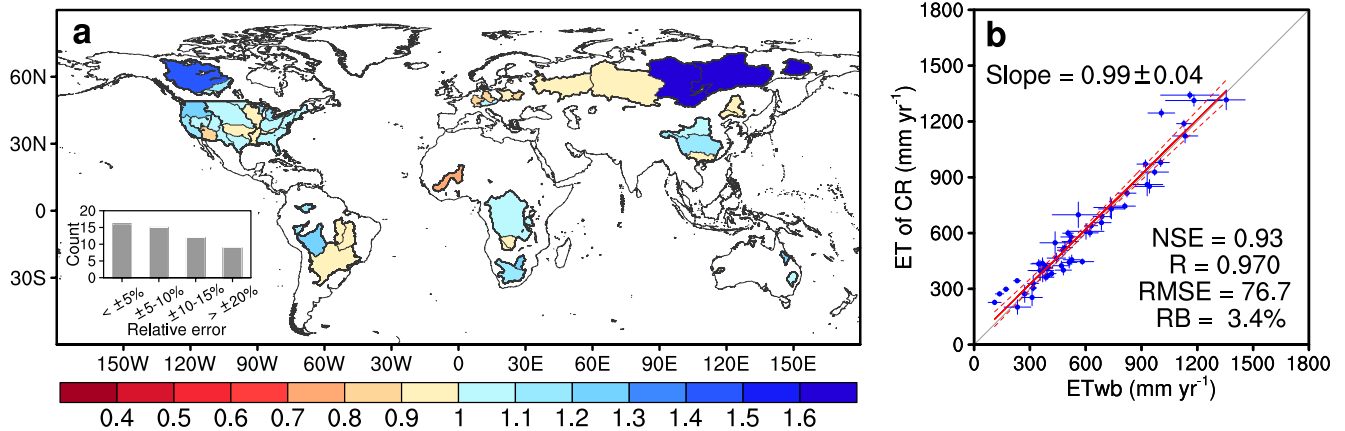 a
60N
30N
0
30S
20
15
10
5
0
Count
< ±5%
±5-10%
±10-15%
> ±20%
Relative error
150W 120W 90W 60W 30W 0 30E 60E 90E 120E 150E
0.4 0.5 0.6 0.7 0.8 0.9 1 1.1 1.2 1.3 1.4 1.5 1.6
b
Slope = 0.99±0.04
NSE = 0.93
R = 0.970
RMSE = 76.7
RB = 3.4%
ET of CR (mm yr⁻¹)
1800
1500
1200
900
600
300
0
0 300 600 900 1200 1500 1800
ETwb (mm yr⁻¹)